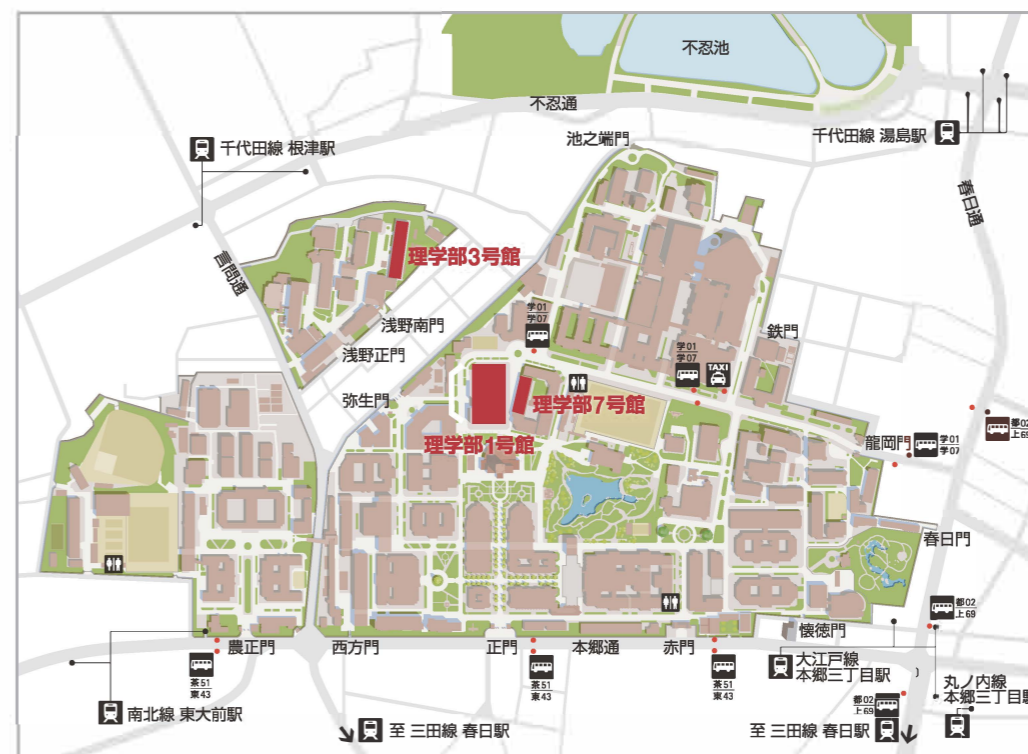 不忍池
不忍通
池之端門
千代田線 湯島駅
千代田線 根津駅
春日通
言問通
理学部3号館
浅野南門
浅野正門
学01
学07
鉄門
学01
学07
TAXI
弥生門
理学部7号館
理学部1号館
龍岡門
学01
学07
都02
上69
春日門
都02
上69
懐徳門
農正門
西方門
正門
本郷通
赤門
大江戸線
本郷三丁目駅
茶51
東43
茶51
東43
茶51
東43
丸ノ内線
本郷三丁目駅
都02
上69
南北線 東大前駅
至 三田線 春日駅
至 三田線 春日駅